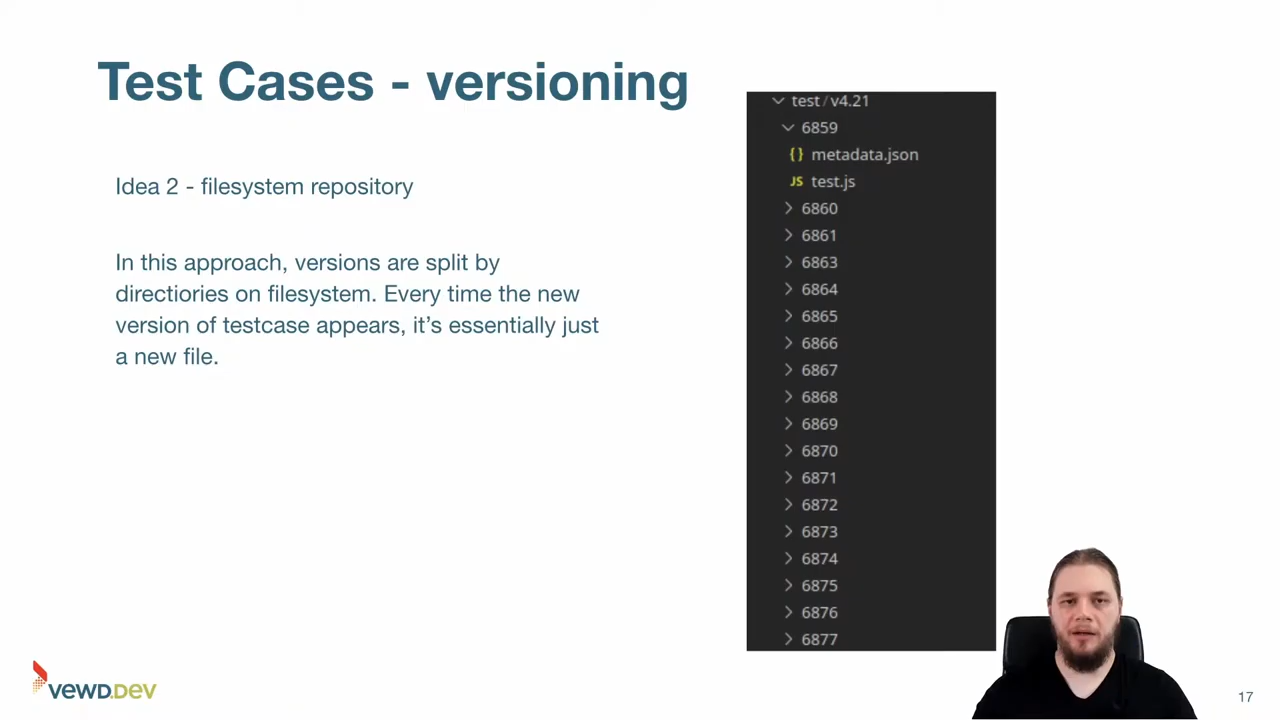 Test Cases - versioning
Idea 2 - filesystem repository
In this approach, versions are split by
directiories on filesystem. Every time the new
version of testcase appears, it's essentially just
a new file.
test/v4.21
6859
{} metadata.json
JS test.js
6860
6861
6863
6864
6865
6866
6867
6868
6869
6870
6871
6872
6873
6874
6875
6876
6877
VEWD.DEV
17